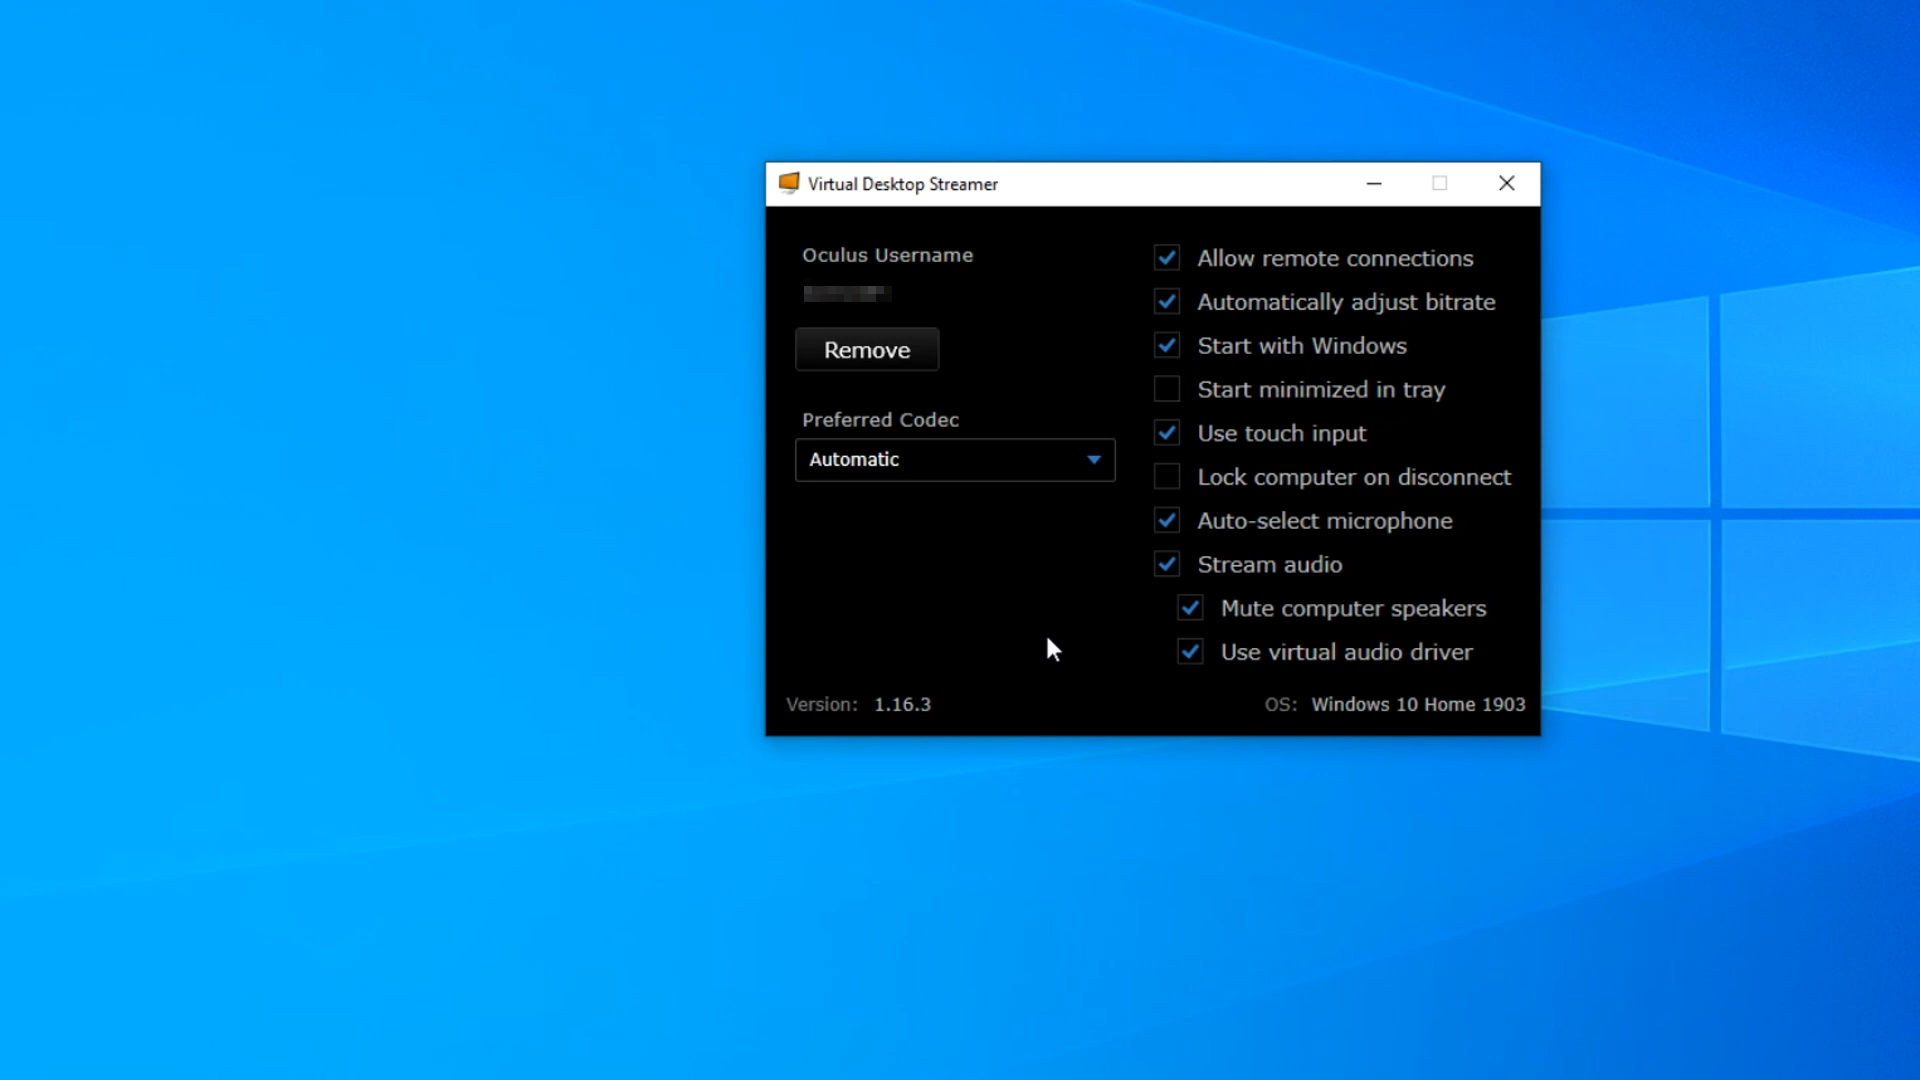 Virtual Desktop Streamer
Oculus Username
Remove
Preferred Codec
Automatic
Allow remote connections
Automatically adjust bitrate
Start with Windows
Start minimized in tray
Use touch input
Lock computer on disconnect
Auto-select microphone
Stream audio
Mute computer speakers
Use virtual audio driver
Version: 1.16.3
OS: Windows 10 Home 1903